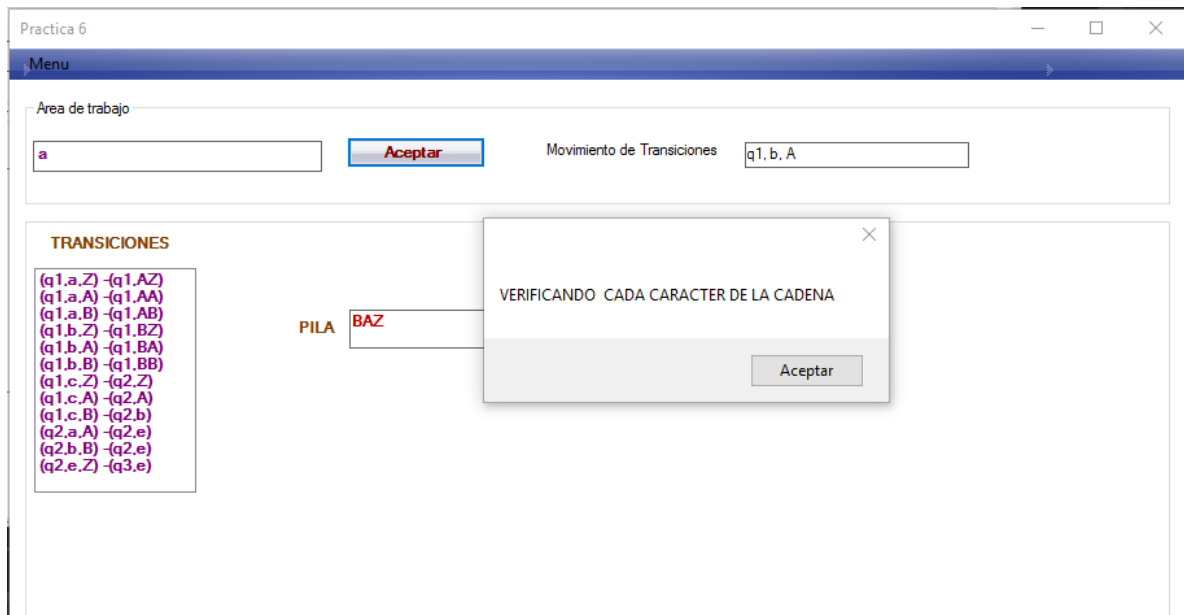 Practica 6
Menu
Area de trabajo
a
Aceptar
Movimiento de Transiciones
q1, b, A
TRANSICIONES
(q1,a,Z) -(q1,AZ)
(q1,a,A) -(q1,AA)
(q1,a,B) -(q1,AB)
(q1,b,Z) -(q1,BZ)
(q1,b,A) -(q1,BA)
(q1,b,B) -(q1,BB)
(q1,c,Z) -(q2,Z)
(q1,c,A) -(q2,A)
(q1,c,B) -(q2,b)
(q2,a,A) -(q2,e)
(q2,b,B) -(q2,e)
(q2,e,Z) -(q3,e)
PILA
BAZ
VERIFICANDO  CADA CARACTER DE LA CADENA
Aceptar